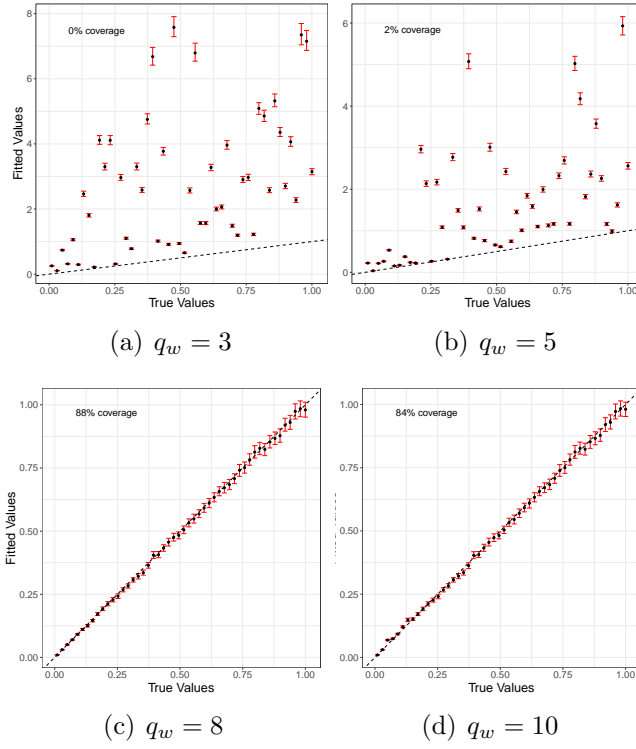 0% coverage
8
6
4
2
0
Fitted Values
0.00 0.25 0.50 0.75 1.00
True Values
(a) q_w = 3
2% coverage
6
4
2
0
Fitted Values
0.00 0.25 0.50 0.75 1.00
True Values
(b) q_w = 5
88% coverage
1.00
0.75
0.50
0.25
0.00
Fitted Values
0.00 0.25 0.50 0.75 1.00
True Values
(c) q_w = 8
84% coverage
1.00
0.75
0.50
0.25
0.00
0.00 0.25 0.50 0.75 1.00
True Values
(d) q_w = 10